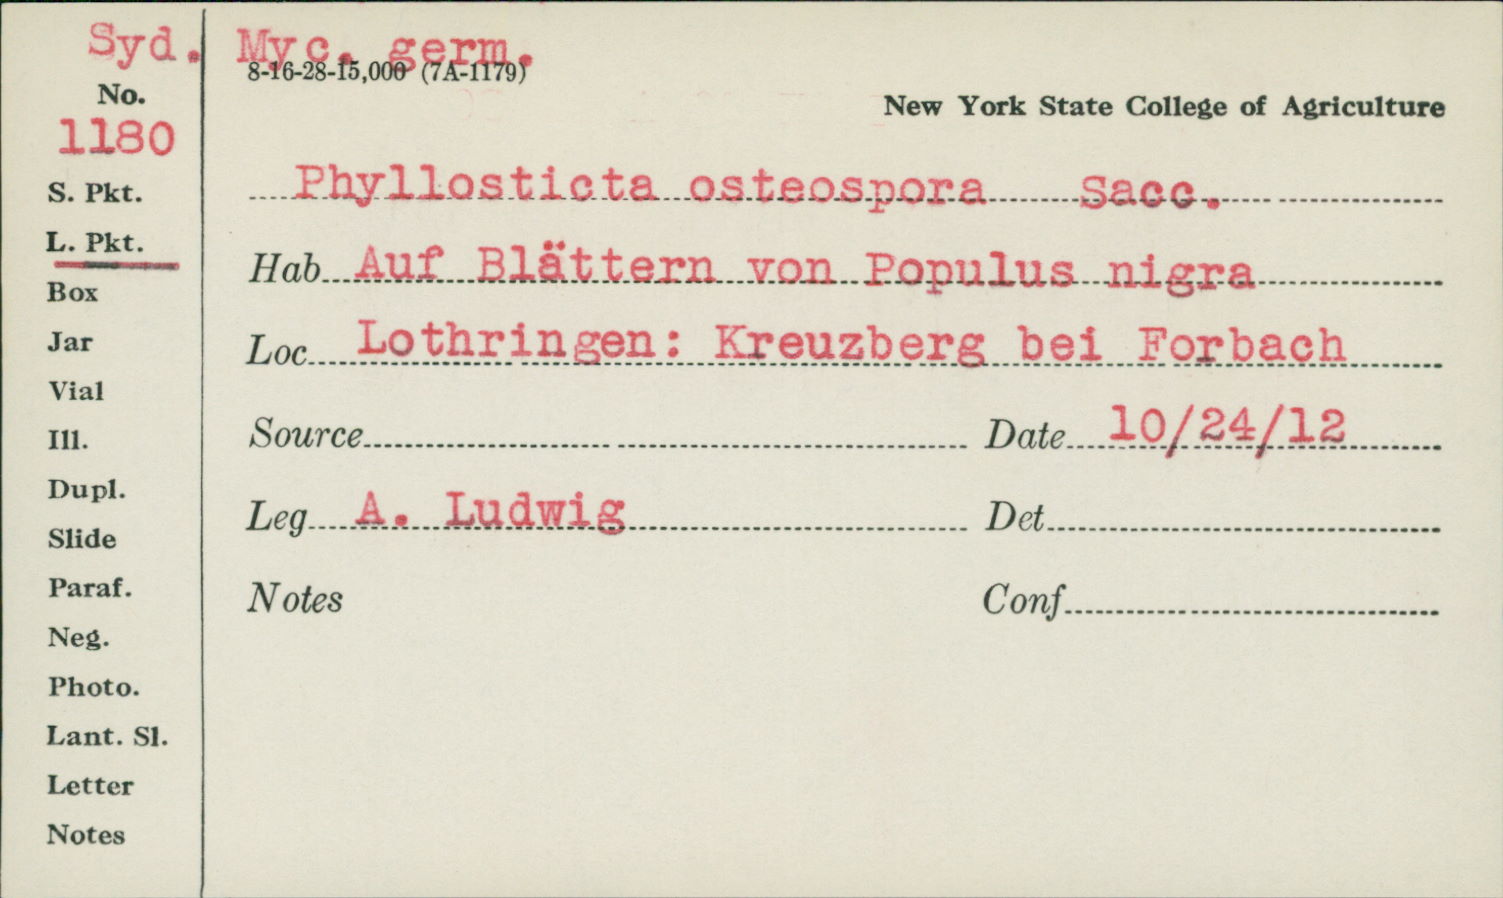 Syd. Myc. germ.
8-16-28-15,000 (7A-1179)
No.
New York State College of Agriculture
1180
S. Pkt.
Phyllosticta osteospora Sacc.
L. Pkt.
Hab Auf Blättern von Populus nigra
Box
Jar
Loc Lothringen: Kreuzberg bei Forbach
Vial
Ill.
Source Date 10/24/12
Dupl.
Leg A. Ludwig Det
Slide
Paraf.
Notes Conf
Neg.
Photo.
Lant. Sl.
Letter
Notes